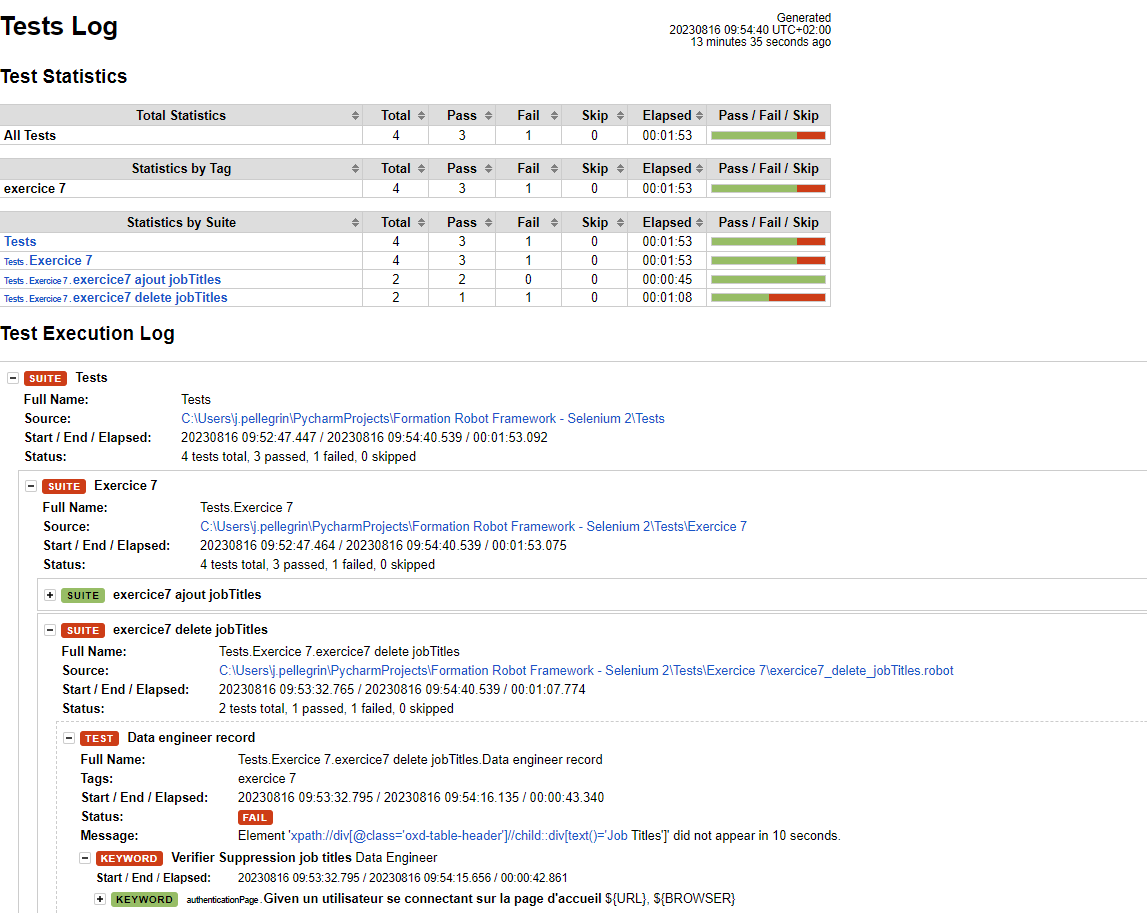 Tests Log
Generated
20230816 09:54:40 UTC+02:00
13 minutes 35 seconds ago
Test Statistics
Total Statistics Total Pass Fail Skip Elapsed Pass / Fail / Skip
All Tests 4 3 1 0 00:01:53
Statistics by Tag Total Pass Fail Skip Elapsed Pass / Fail / Skip
exercice 7 4 3 1 0 00:01:53
Statistics by Suite Total Pass Fail Skip Elapsed Pass / Fail / Skip
Tests 4 3 1 0 00:01:53
Tests . Exercice 7 4 3 1 0 00:01:53
Tests . Exercice 7 . exercice7 ajout jobTitles 2 2 0 0 00:00:45
Tests . Exercice 7 . exercice7 delete jobTitles 2 1 1 0 00:01:08
Test Execution Log
SUITE Tests
Full Name: Tests
Source: C:\Users\j.pellegrin\PycharmProjects\Formation Robot Framework - Selenium 2\Tests
Start / End / Elapsed: 20230816 09:52:47.447 / 20230816 09:54:40.539 / 00:01:53.092
Status: 4 tests total, 3 passed, 1 failed, 0 skipped
SUITE Exercice 7
Full Name: Tests.Exercice 7
Source: C:\Users\j.pellegrin\PycharmProjects\Formation Robot Framework - Selenium 2\Tests\Exercice 7
Start / End / Elapsed: 20230816 09:52:47.464 / 20230816 09:54:40.539 / 00:01:53.075
Status: 4 tests total, 3 passed, 1 failed, 0 skipped
SUITE exercice7 ajout jobTitles
SUITE exercice7 delete jobTitles
Full Name: Tests.Exercice 7.exercice7 delete jobTitles
Source: C:\Users\j.pellegrin\PycharmProjects\Formation Robot Framework - Selenium 2\Tests\Exercice 7\exercice7_delete_jobTitles.robot
Start / End / Elapsed: 20230816 09:53:32.765 / 20230816 09:54:40.539 / 00:01:07.774
Status: 2 tests total, 1 passed, 1 failed, 0 skipped
TEST Data engineer record
Full Name: Tests.Exercice 7.exercice7 delete jobTitles.Data engineer record
Tags: exercice 7
Start / End / Elapsed: 20230816 09:53:32.795 / 20230816 09:54:16.135 / 00:00:43.340
Status: FAIL
Message: Element 'xpath://div[@class='oxd-table-header']//child::div[text()='Job Titles']' did not appear in 10 seconds.
KEYWORD Verifier Suppression job titles Data Engineer
Start / End / Elapsed: 20230816 09:53:32.795 / 20230816 09:54:15.656 / 00:00:42.861
KEYWORD authenticationPage . Given un utilisateur se connectant sur la page d'accueil ${URL}, ${BROWSER}